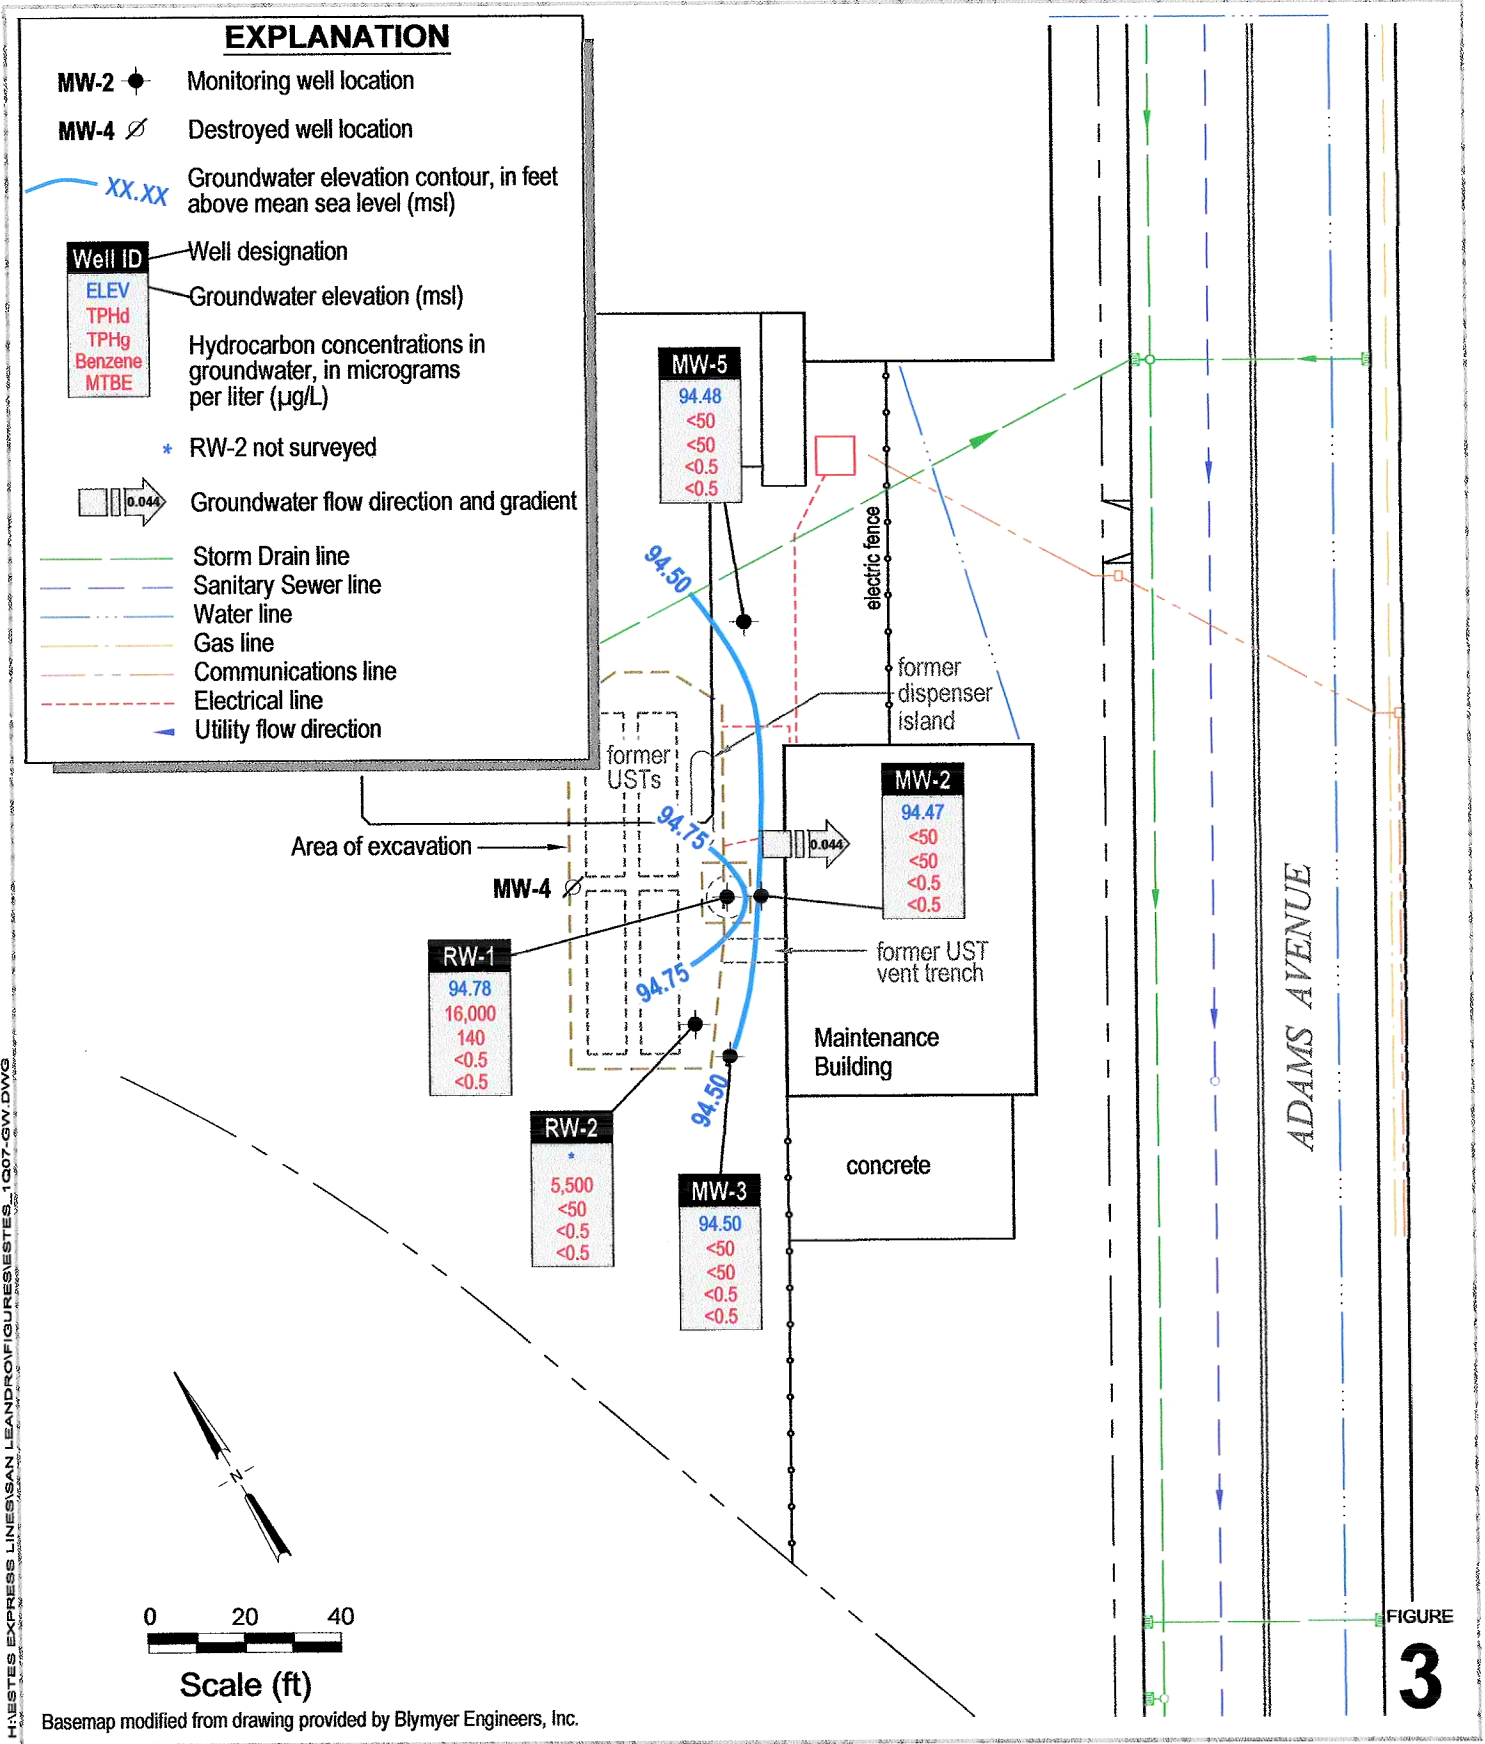 EXPLANATION
MW-2 Monitoring well location
MW-4 Destroyed well location
XX.XX Groundwater elevation contour, in feet
above mean sea level (msl)
Well ID Well designation
ELEV Groundwater elevation (msl)
TPHd
TPHg
Benzene
MTBE
Hydrocarbon concentrations in
groundwater, in micrograms
per liter (µg/L)
* RW-2 not surveyed
0.044 Groundwater flow direction and gradient
Storm Drain line
Sanitary Sewer line
Water line
Gas line
Communications line
Electrical line
Utility flow direction
MW-5
94.48
<50
<50
<0.5
<0.5
electric fence
94.50
former
dispenser
island
former
USTs
94.75
Area of excavation
0.044
MW-2
94.47
<50
<50
<0.5
<0.5
MW-4
RW-1
94.78
16,000
140
<0.5
<0.5
94.75
former UST
vent trench
Maintenance
Building
94.50
RW-2
*
5,500
<50
<0.5
<0.5
MW-3
94.50
<50
<50
<0.5
<0.5
concrete
ADAMS AVENUE
N
0 20 40
Scale (ft)
Basemap modified from drawing provided by Blymyer Engineers, Inc.
FIGURE
3
H:\ESTES EXPRESS LINES\SAN LEANDRO\FIGURES\ESTES_1Q07-GW.DWG